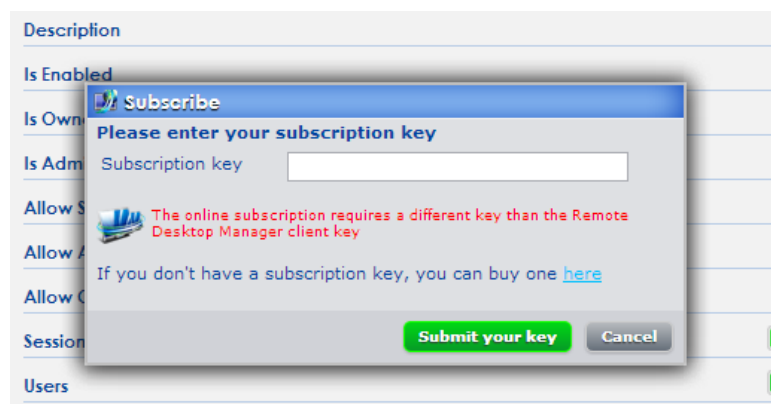 Description
Is Enabled
Subscribe
Is Own
Please enter your subscription key
Is Adm
Subscription key
Allow S
The online subscription requires a different key than the Remote
Desktop Manager client key
Allow
If you don't have a subscription key, you can buy one here
Allow
Session
Submit your key
Cancel
Users